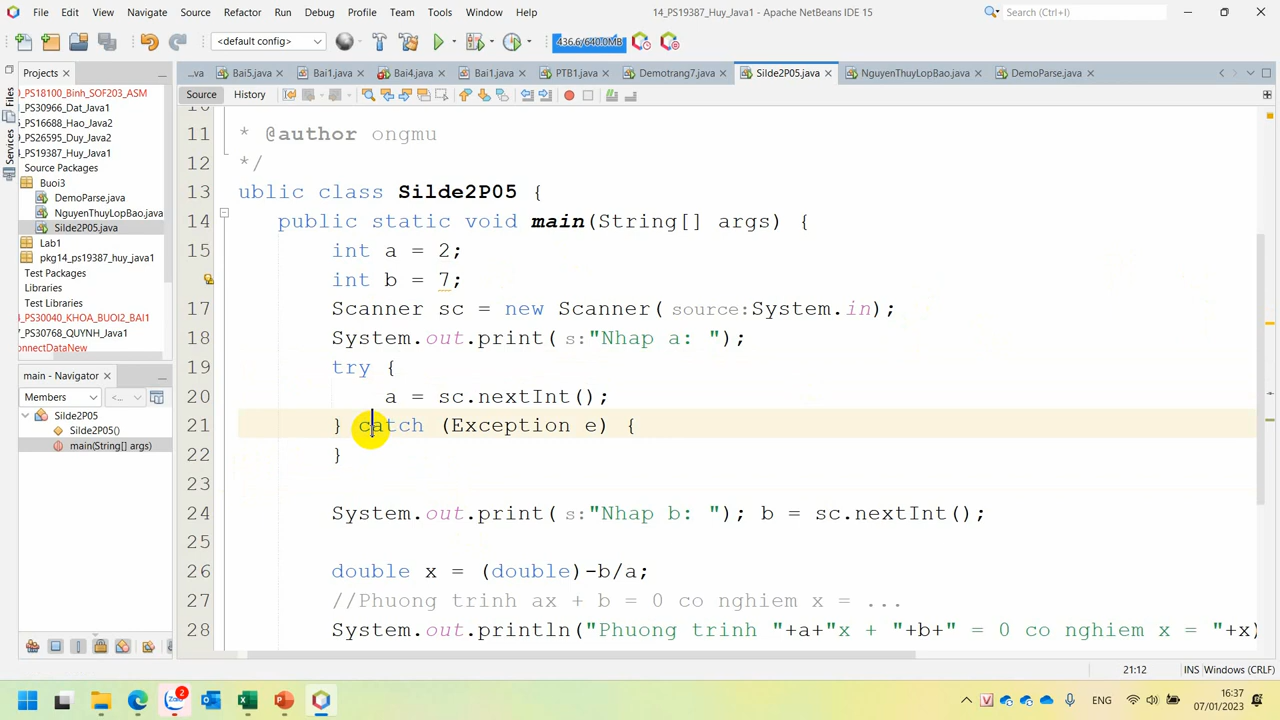 File Edit View Navigate Source Refactor Run Debug Profile Team Tools Window Help
14_PS19387_Huy_Java1 - Apache NetBeans IDE 15
Search (Ctrl+I)
<default config>
436.6/640.0MB
Projects
...va Bai5.java Bai1.java Bai4.java Bai1.java PTB1.java Demotrang7.java Silde2P05.java NguyenThuyLopBao.java DemoParse.java
Source History
Files
Services
_PS18100_Binh_SOF203_ASM
_PS30966_Dat_Java1
_PS16688_Hao_Java2
_PS26595_Duy_Java2
_PS19387_Huy_Java1
Source Packages
Buoi3
DemoParse.java
NguyenThuyLopBao.java
Silde2P05.java
Lab1
pkg14_ps19387_huy_java1
Test Packages
Libraries
Test Libraries
_PS30040_KHOA_BUOI2_BAI1
_PS30768_QUYNH_Java1
onnectDataNew
main - Navigator
Members <...>
Silde2P05
Silde2P05()
main(String[] args)
11 * @author ongmu
12 */
13 ublic class Silde2P05 {
14 public static void main(String[] args) {
15 int a = 2;
int b = 7;
17 Scanner sc = new Scanner( source:System.in);
18 System.out.print( s:"Nhap a: ");
19 try {
20 a = sc.nextInt();
21 } catch (Exception e) {
22 }
23
24 System.out.print( s:"Nhap b: "); b = sc.nextInt();
25
26 double x = (double)-b/a;
27 //Phuong trinh ax + b = 0 co nghiem x = ...
28 System.out.println("Phuong trinh "+a+"x + "+b+" = 0 co nghiem x = "+x)
21:12 INS Windows (CRLF)
Zalo 2
ENG
16:37
07/01/2023